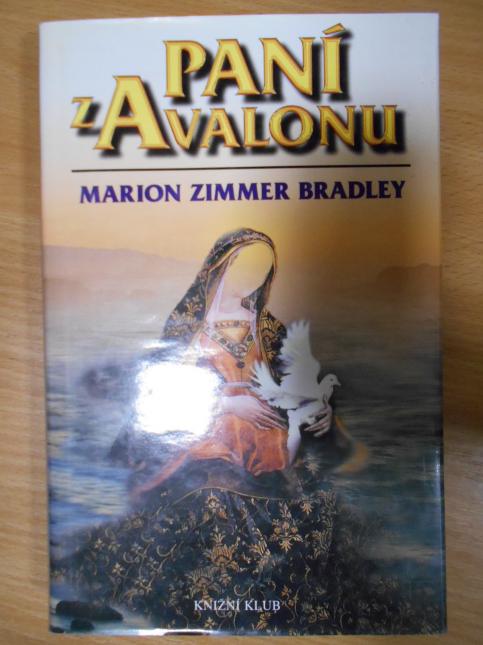 PANÍ
z AVALONU
MARION ZIMMER BRADLEY
KNIŽNÍ KLUB